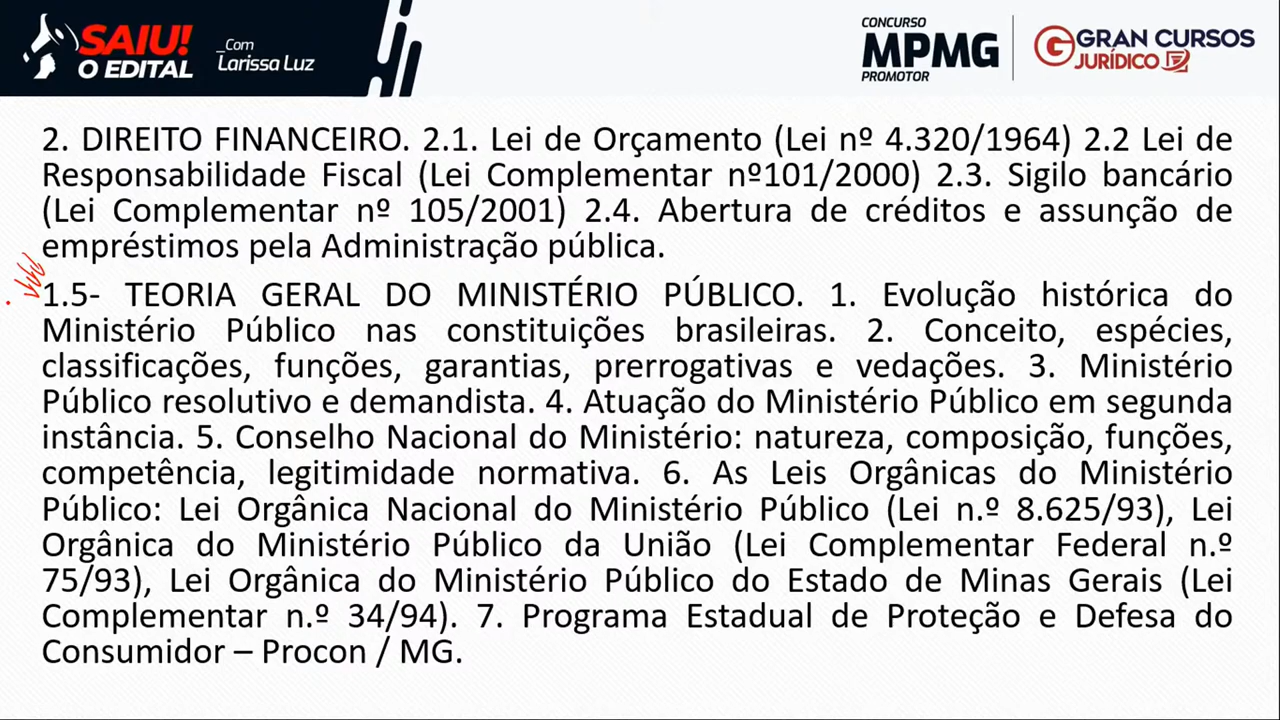 SAIU!
O EDITAL
_Com
Larissa Luz
CONCURSO
MPMG
PROMOTOR
GRAN CURSOS
JURÍDICO
2. DIREITO FINANCEIRO. 2.1. Lei de Orçamento (Lei nº 4.320/1964) 2.2 Lei de
Responsabilidade Fiscal (Lei Complementar nº101/2000) 2.3. Sigilo bancário
(Lei Complementar nº 105/2001) 2.4. Abertura de créditos e assunção de
empréstimos pela Administração pública.
1.5- TEORIA GERAL DO MINISTÉRIO PÚBLICO. 1. Evolução histórica do
Ministério Público nas constituições brasileiras. 2. Conceito, espécies,
classificações, funções, garantias, prerrogativas e vedações. 3. Ministério
Público resolutivo e demandista. 4. Atuação do Ministério Público em segunda
instância. 5. Conselho Nacional do Ministério: natureza, composição, funções,
competência, legitimidade normativa. 6. As Leis Orgânicas do Ministério
Público: Lei Orgânica Nacional do Ministério Público (Lei n.º 8.625/93), Lei
Orgânica do Ministério Público da União (Lei Complementar Federal n.º
75/93), Lei Orgânica do Ministério Público do Estado de Minas Gerais (Lei
Complementar n.º 34/94). 7. Programa Estadual de Proteção e Defesa do
Consumidor – Procon / MG.